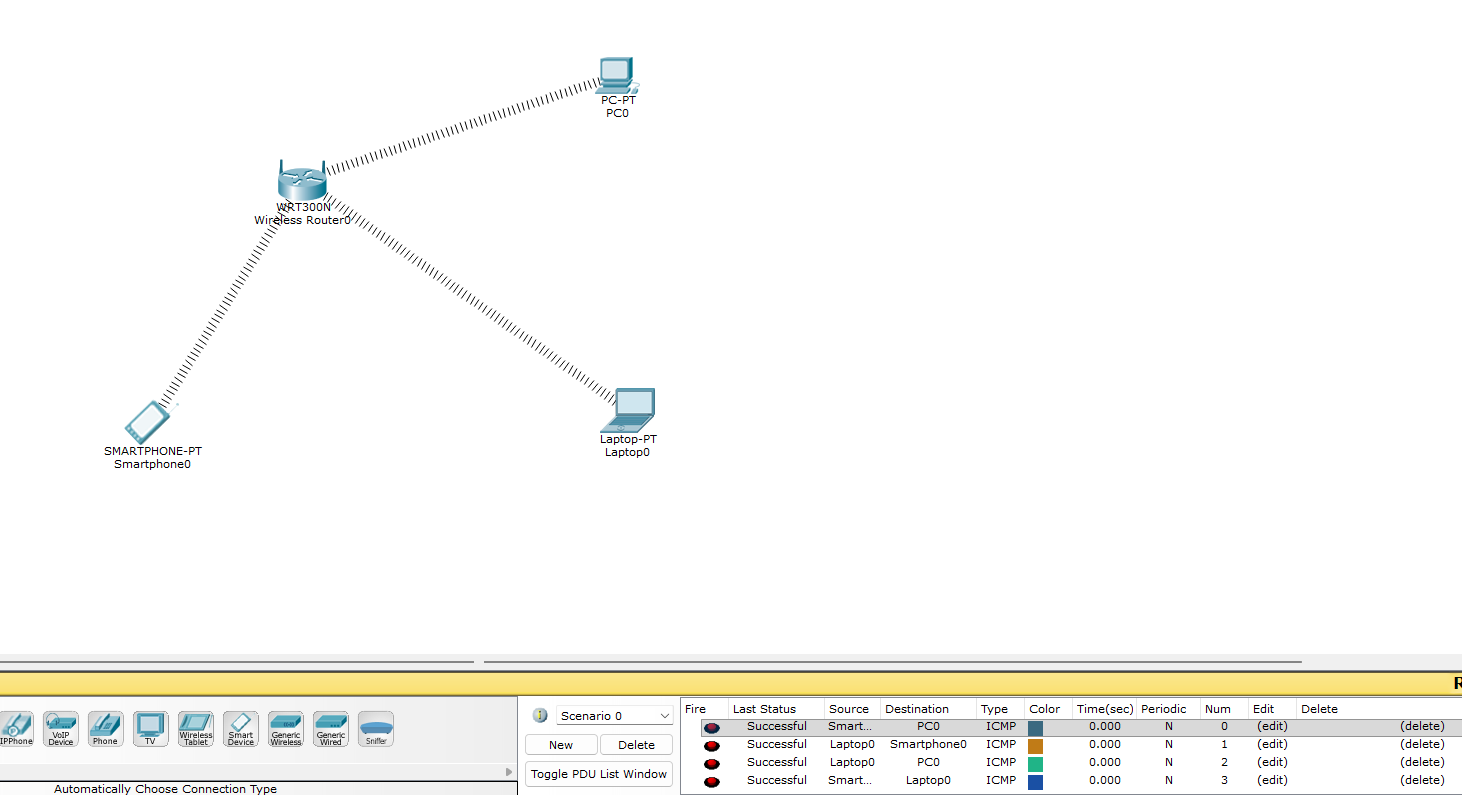 PC-PT
PC0
WRT300N
Wireless Router0
SMARTPHONE-PT
Smartphone0
Laptop-PT
Laptop0
R
IPPhone
VoIP Device
Phone
TV
Wireless Tablet
Smart Device
Generic Wireless
Generic Wired
Sniffer
Automatically Choose Connection Type
Scenario 0
New Delete
Toggle PDU List Window
Fire Last Status Source Destination Type Color Time(sec) Periodic Num Edit Delete
Successful Smart... PC0 ICMP 0.000 N 0 (edit) (delete)
Successful Laptop0 Smartphone0 ICMP 0.000 N 1 (edit) (delete)
Successful Laptop0 PC0 ICMP 0.000 N 2 (edit) (delete)
Successful Smart... Laptop0 ICMP 0.000 N 3 (edit) (delete)